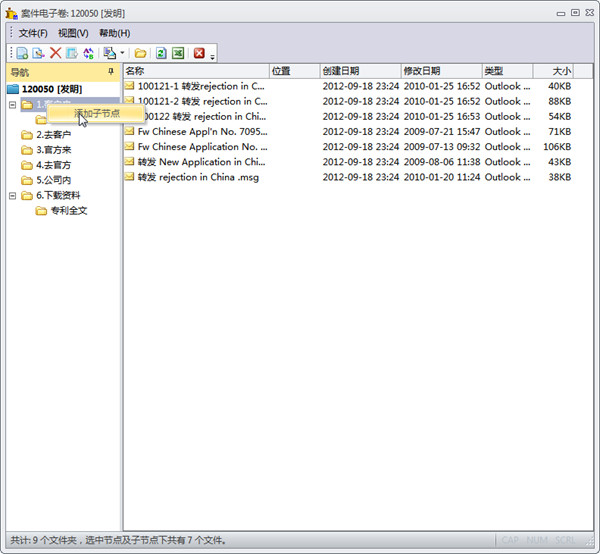 案件电子卷: 120050 [发明]
文件(F) 视图(V) 帮助(H)
导航
120050 [发明]
添加子节点
2.去客户
3.官方来
4.去官方
5.公司内
6.下载资料
专利全文
名称 位置 创建日期 修改日期 类型 大小
100121-1 转发rejection in C... 2012-09-18 23:24 2010-01-25 16:52 Outlook ... 40KB
100121-2 转发 rejection in C... 2012-09-18 23:24 2010-01-25 16:52 Outlook ... 88KB
00122 转发 rejection in Chi... 2012-09-18 23:24 2010-01-25 16:53 Outlook ... 54KB
Fw Chinese Appl'n No. 7095... 2012-09-18 23:24 2009-07-21 15:47 Outlook ... 71KB
Fw Chinese Application No. ... 2012-09-18 23:24 2009-07-13 09:32 Outlook ... 106KB
转发 New Application in Chi... 2012-09-18 23:24 2009-08-06 11:38 Outlook ... 43KB
转发 rejection in China .msg 2012-09-18 23:24 2010-01-20 11:24 Outlook ... 38KB
共计: 9 个文件夹，选中节点及子节点下共有 7 个文件。
CAP NUM SCRL